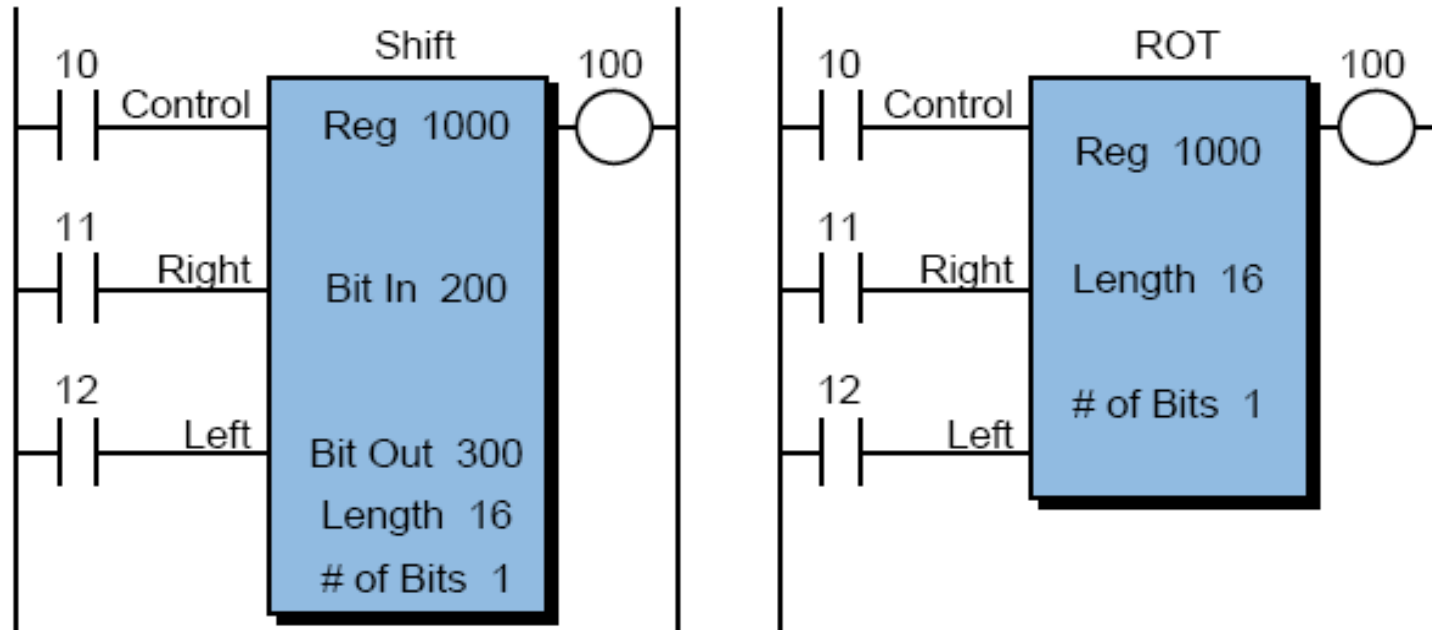 Shift
10
100
Control
Reg 1000
11
Right
Bit In 200
12
Left
Bit Out 300
Length 16
# of Bits 1
ROT
10
100
Control
Reg 1000
11
Right
Length 16
12
Left
# of Bits 1